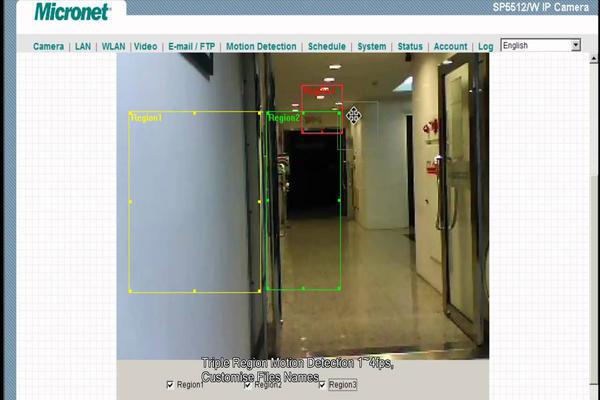 Micronet
SP5512/W IP Camera
Camera | LAN | WLAN | Video | E-mail / FTP | Motion Detection | Schedule | System | Status | Account | Log
English
Region1
Region2
Triple Region Motion Detection 1~4fps,
Customise Files Names
Region1
Region2
Region3